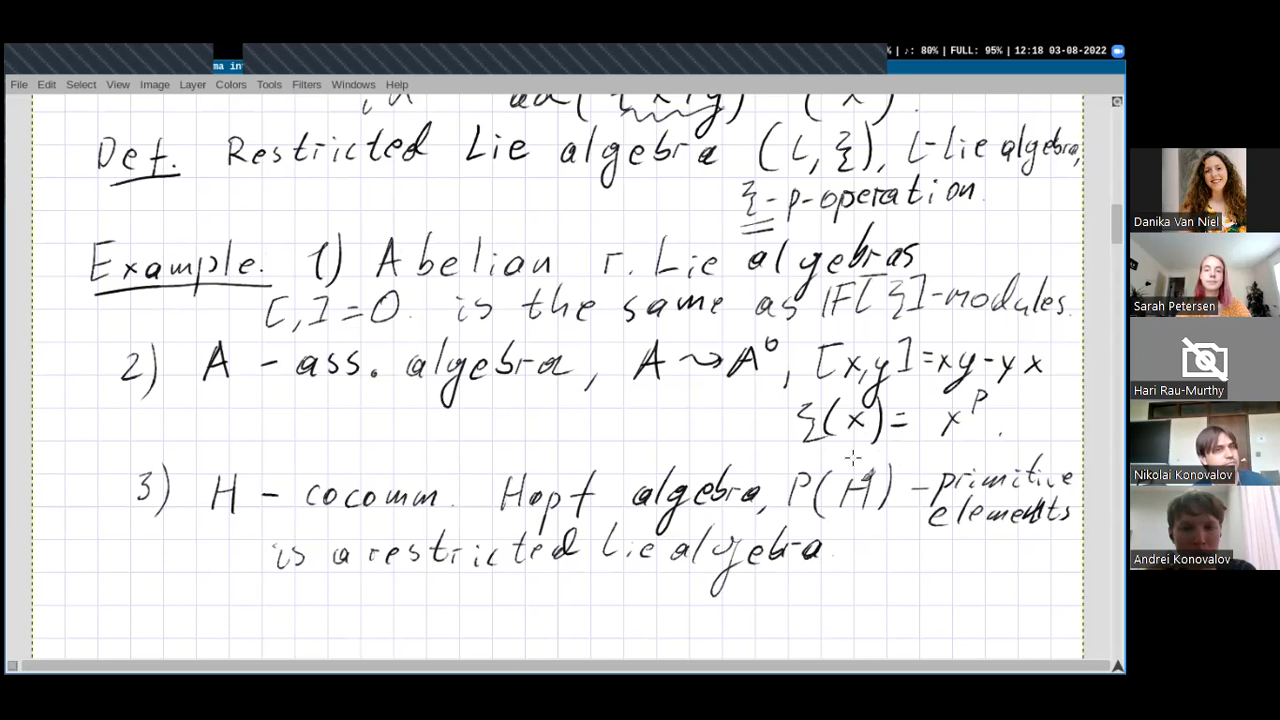 %| ♪: 80%| FULL: 95%| 12:18 03-08-2022
ma in
File Edit Select View Image Layer Colors Tools Filters Windows Help
Def. Restricted Lie algebra (L, ξ), L-Lie algebra,
ξ-p-operation.
Example. 1) Abelian r. Lie algebras
[,]=0. is the same as F[ξ]-modules.
2) A - ass. algebra, A ⇝ A°, [x,y]=xy-yx
ξ(x) = x^p.
3) H - cocomm. Hopf algebra, P(H) - primitive
elements
is a restricted Lie algebra.
Danika Van Niel
Sarah Petersen
Hari Rau-Murthy
Nikolai Konovalov
Andrei Konovalov